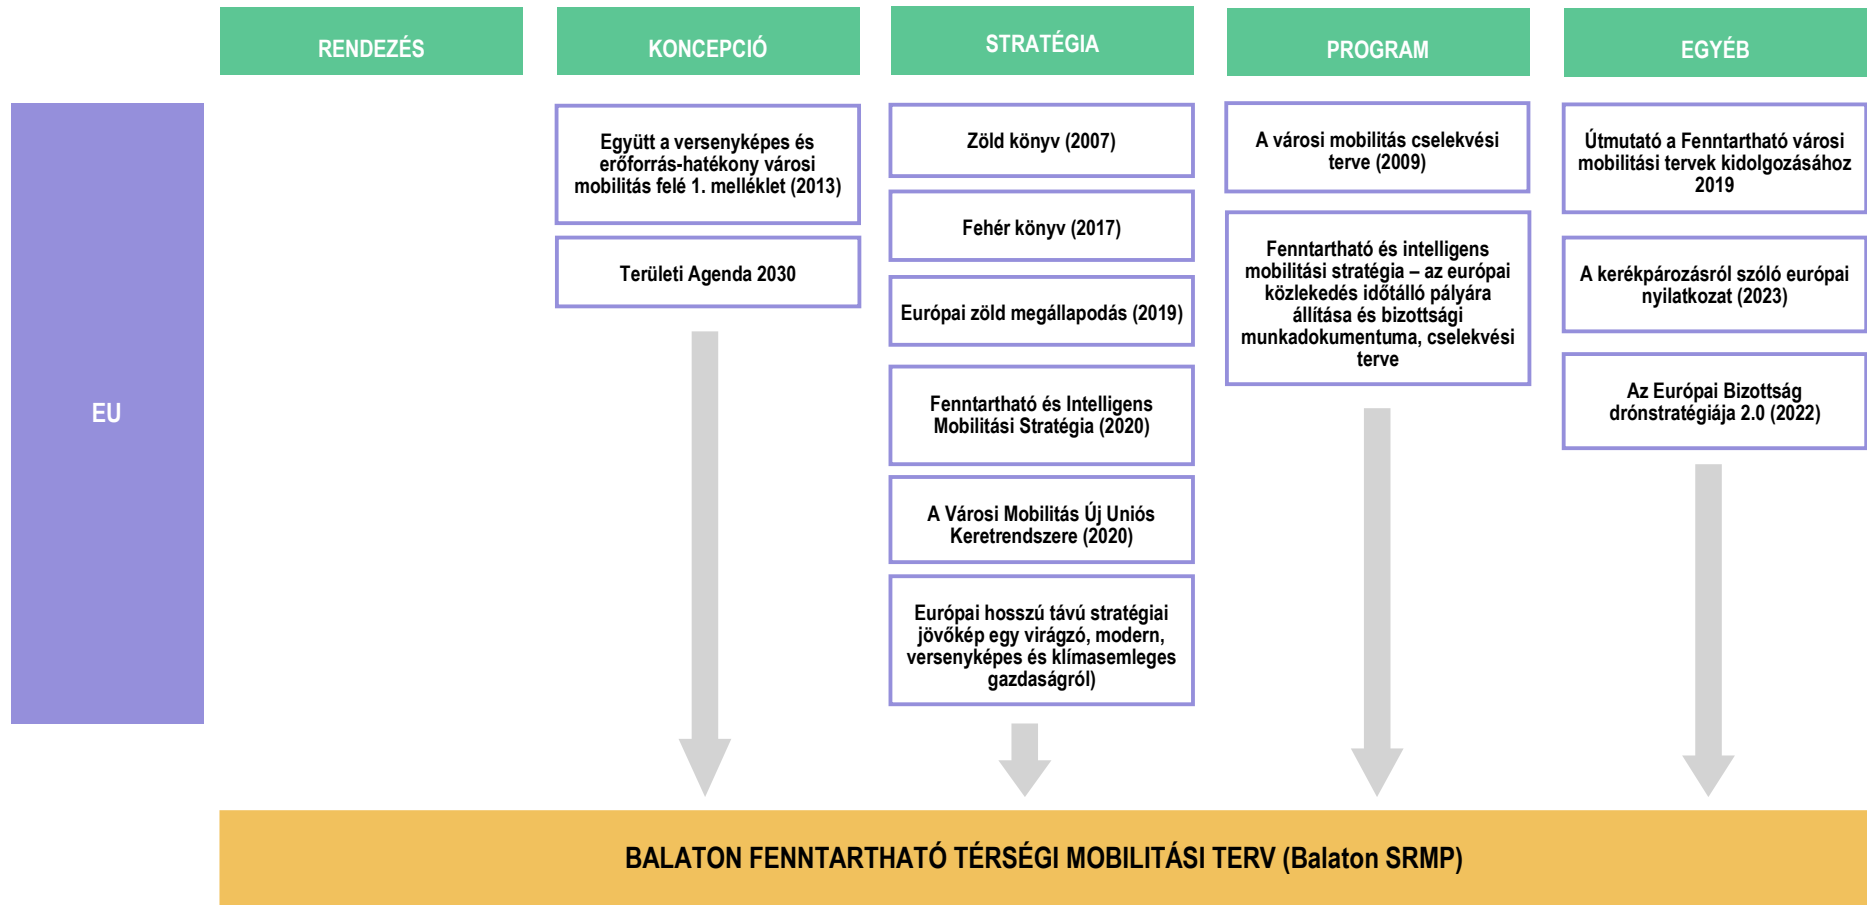 RENDEZÉS
KONCEPCIÓ
STRATÉGIA
PROGRAM
EGYÉB
EU
Együtt a versenyképes és
erőforrás-hatékony városi
mobilitás felé 1. melléklet (2013)
Területi Agenda 2030
Zöld könyv (2007)
Fehér könyv (2017)
Európai zöld megállapodás (2019)
Fenntartható és Intelligens
Mobilitási Stratégia (2020)
A Városi Mobilitás Új Uniós
Keretrendszere (2020)
Európai hosszú távú stratégiai
jövőkép egy virágzó, modern,
versenyképes és klímasemleges
gazdaságról)
A városi mobilitás cselekvési
terve (2009)
Fenntartható és intelligens
mobilitási stratégia – az európai
közlekedés időtálló pályára
állítása és bizottsági
munkadokumentuma, cselekvési
terve
Útmutató a Fenntartható városi
mobilitási tervek kidolgozásához
2019
A kerékpározásról szóló európai
nyilatkozat (2023)
Az Európai Bizottság
drónstratégiája 2.0 (2022)
BALATON FENNTARTHATÓ TÉRSÉGI MOBILITÁSI TERV (Balaton SRMP)